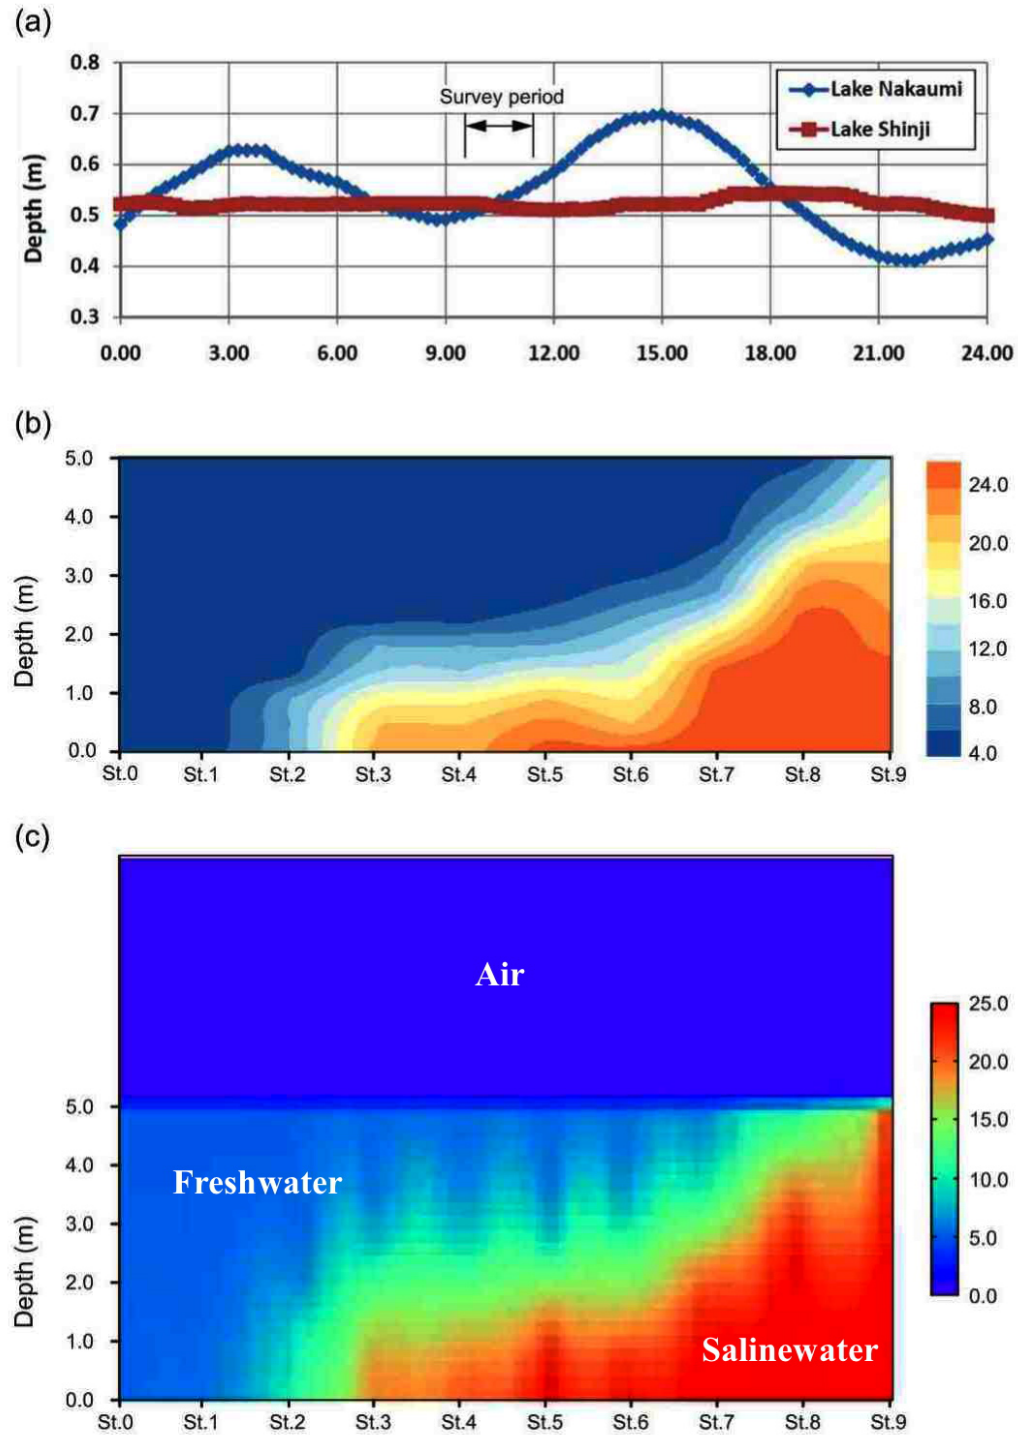 (a)
0.8
0.7
0.6
0.5
0.4
0.3
Depth (m)
Survey period
Lake Nakaumi
Lake Shinji
0.00 3.00 6.00 9.00 12.00 15.00 18.00 21.00 24.00
(b)
5.0
4.0
3.0
2.0
1.0
0.0
Depth (m)
St.0 St.1 St.2 St.3 St.4 St.5 St.6 St.7 St.8 St.9
24.0
20.0
16.0
12.0
8.0
4.0
(c)
Air
5.0
4.0
3.0
2.0
1.0
0.0
Depth (m)
Freshwater
Salinewater
St.0 St.1 St.2 St.3 St.4 St.5 St.6 St.7 St.8 St.9
25.0
20.0
15.0
10.0
5.0
0.0